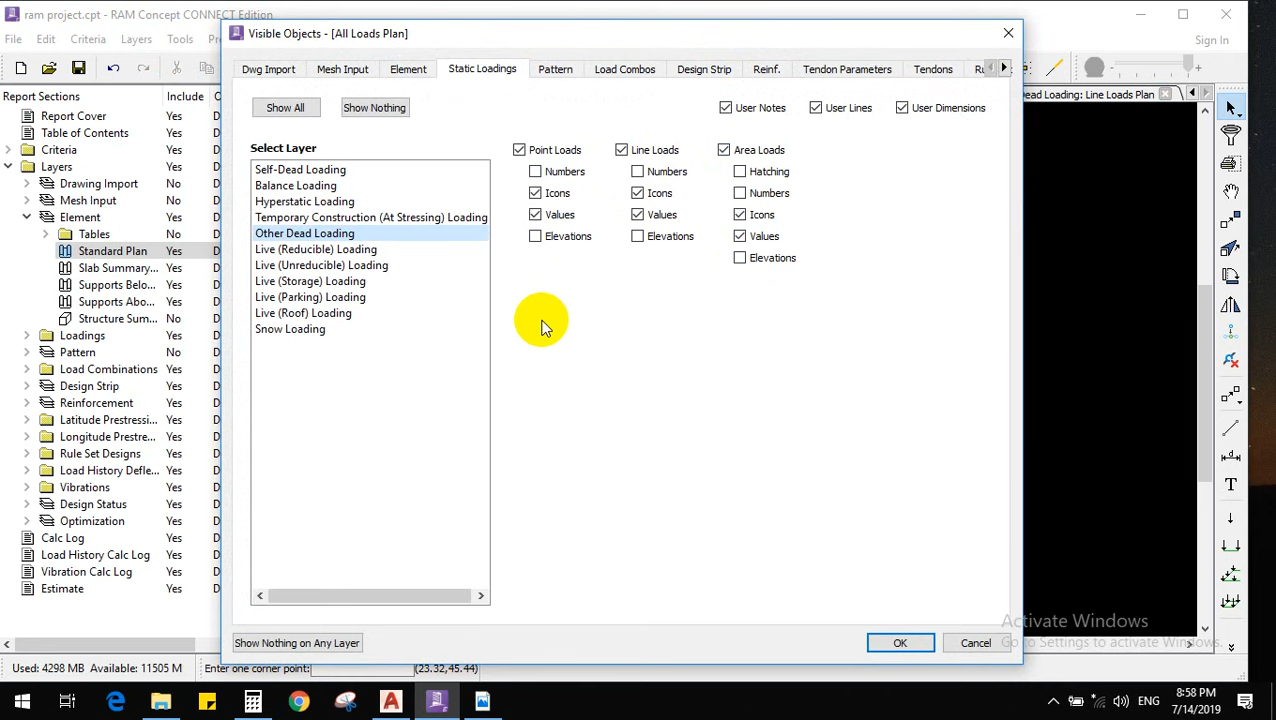 ram project.cpt - RAM Concept CONNECT Edition
File Edit Criteria Layers Tools
Sign In
Visible Objects - [All Loads Plan]
Dwg Import Mesh Input Element Static Loadings Pattern Load Combos Design Strip Reinf. Tendon Parameters Tendons
Report Sections Include
Dead Loading: Line Loads Plan
Show All Show Nothing User Notes User Lines User Dimensions
Select Layer
Self-Dead Loading
Balance Loading
Hyperstatic Loading
Temporary Construction (At Stressing) Loading
Other Dead Loading
Live (Reducible) Loading
Live (Unreducible) Loading
Live (Storage) Loading
Live (Parking) Loading
Live (Roof) Loading
Snow Loading
Point Loads
Numbers
Icons
Values
Elevations
Line Loads
Numbers
Icons
Values
Elevations
Area Loads
Hatching
Numbers
Icons
Values
Elevations
Report Cover Yes
Table of Contents Yes
Criteria Yes
Layers Yes
Drawing Import No
Mesh Input No
Element Yes
Tables Yes
Standard Plan Yes
Slab Summary... Yes
Supports Belo... Yes
Supports Abo... Yes
Structure Sum... Yes
Loadings Yes
Pattern No
Load Combinations Yes
Design Strip Yes
Reinforcement Yes
Latitude Prestressi... Yes
Longitude Prestre... Yes
Rule Set Designs Yes
Load History Defle... Yes
Vibrations Yes
Design Status Yes
Optimization Yes
Calc Log Yes
Load History Calc Log Yes
Vibration Calc Log Yes
Estimate Yes
Show Nothing on Any Layer OK Cancel
Activate Windows
Go to Settings to activate Windows.
Used: 4298 MB Available: 11505 M Enter one corner point: (23.32,45.44)
ENG
8:58 PM
7/14/2019